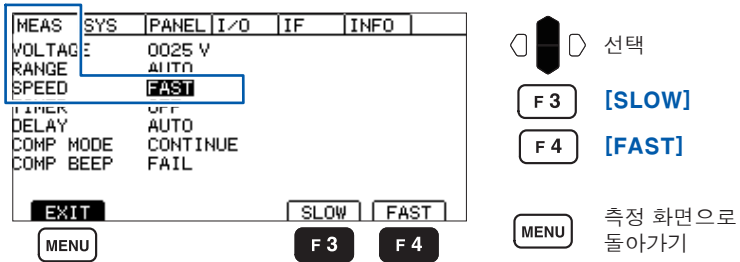 MEAS SYS PANEL I/O IF INFO
VOLTAGE 0025 V
RANGE AUTO
SPEED FAST
TIMER OFF
DELAY AUTO
COMP MODE CONTINUE
COMP BEEP FAIL
EXIT SLOW FAST
MENU F 3 F 4
선택
F 3 [SLOW]
F 4 [FAST]
MENU 측정 화면으로
돌아가기